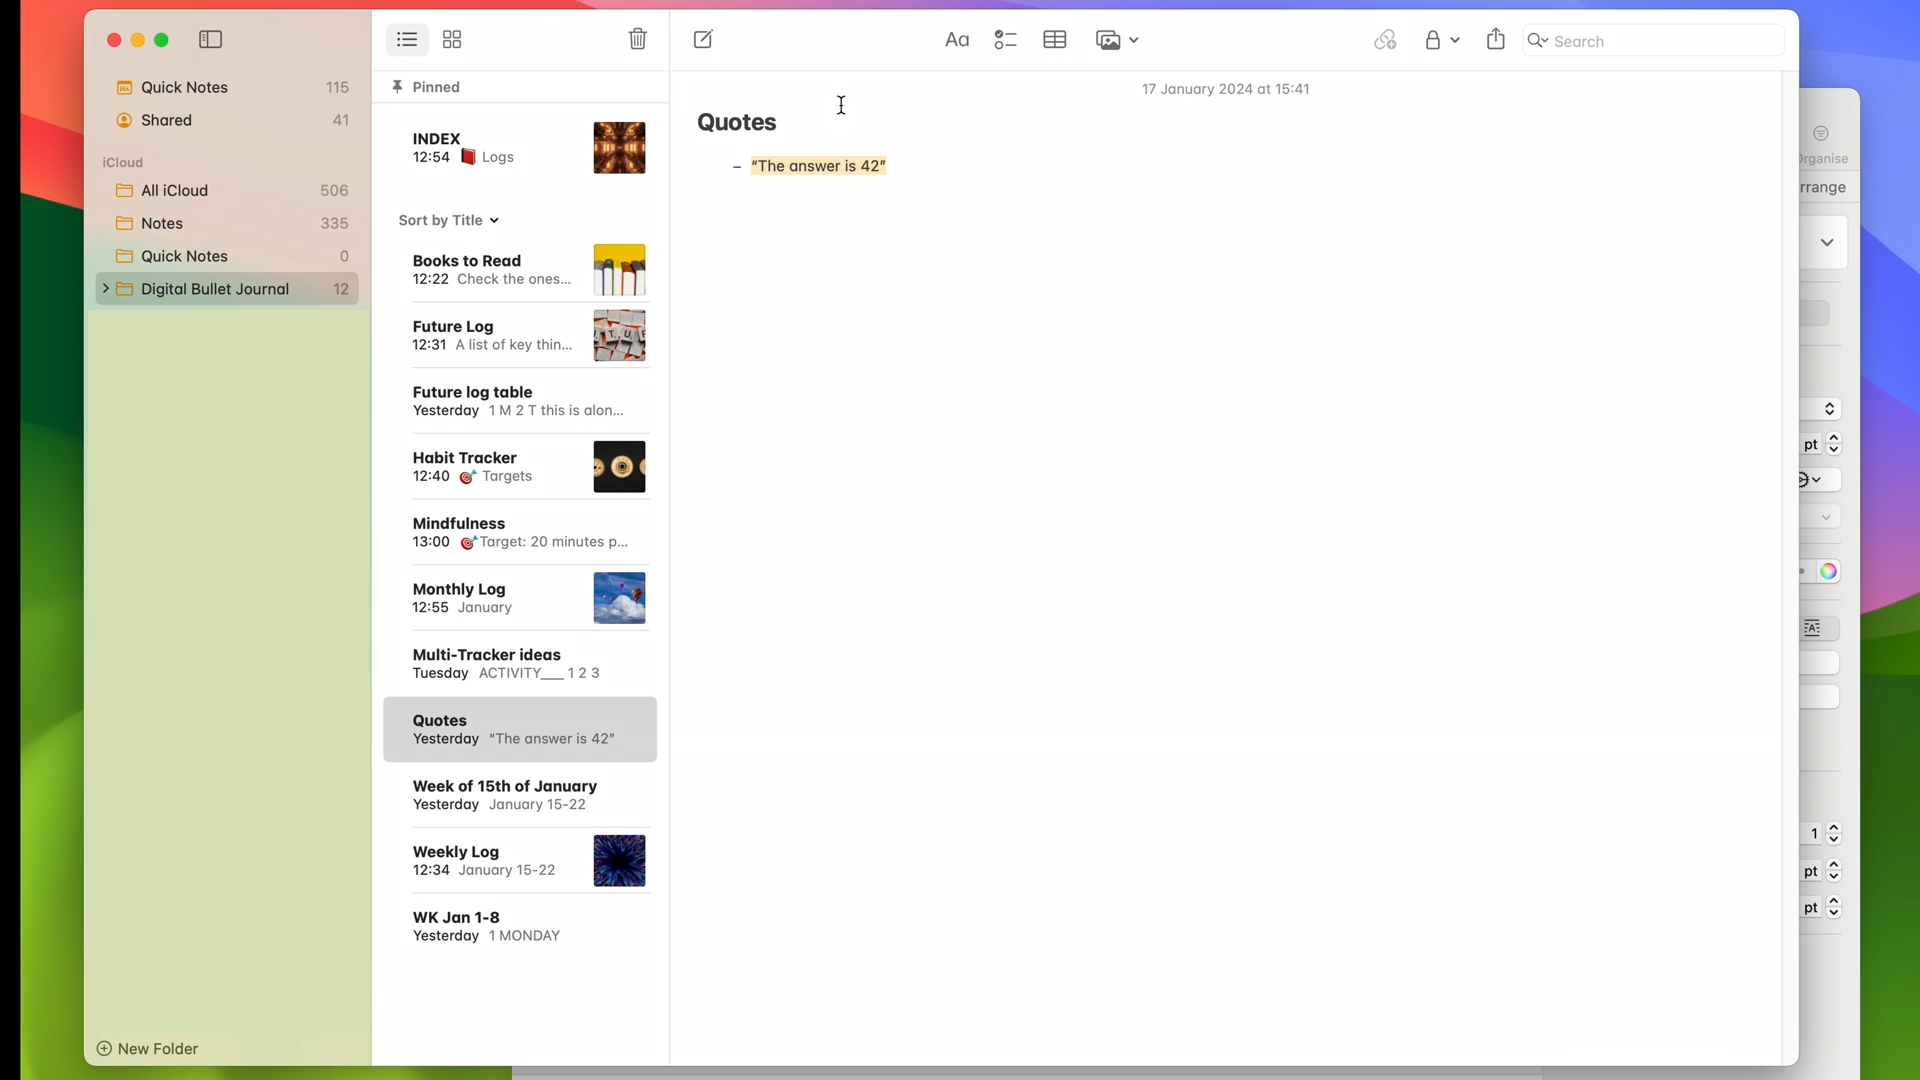 Quick Notes 115
Shared 41
iCloud
All iCloud 506
Notes 335
Quick Notes 0
Digital Bullet Journal 12
New Folder
Pinned
INDEX
12:54 Logs
Sort by Title
Books to Read
12:22 Check the ones...
Future Log
12:31 A list of key thin...
Future log table
Yesterday 1 M 2 T this is alon...
Habit Tracker
12:40 🎯 Targets
Mindfulness
13:00 🎯Target: 20 minutes p...
Monthly Log
12:55 January
Multi-Tracker ideas
Tuesday ACTIVITY___ 1 2 3
Quotes
Yesterday “The answer is 42”
Week of 15th of January
Yesterday January 15-22
Weekly Log
12:34 January 15-22
WK Jan 1-8
Yesterday 1 MONDAY
Aa
Search
17 January 2024 at 15:41
Quotes
– “The answer is 42”
Organise
rrange
pt
1
pt
pt